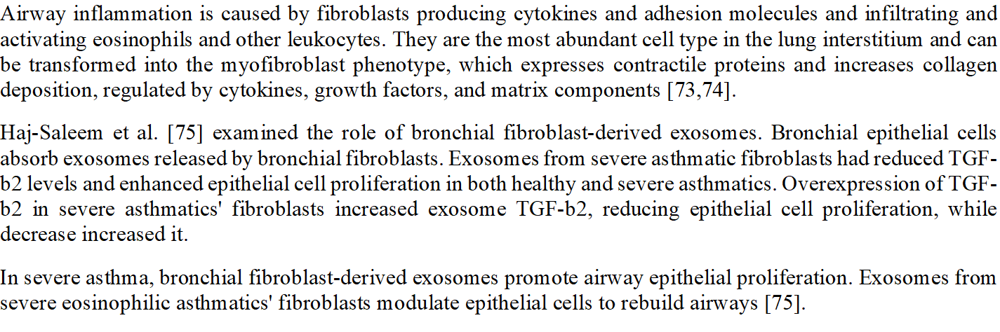 Airway inflammation is caused by fibroblasts producing cytokines and adhesion molecules and infiltrating and
activating eosinophils and other leukocytes. They are the most abundant cell type in the lung interstitium and can
be transformed into the myofibroblast phenotype, which expresses contractile proteins and increases collagen
deposition, regulated by cytokines, growth factors, and matrix components [73,74].
Haj-Saleem et al. [75] examined the role of bronchial fibroblast-derived exosomes. Bronchial epithelial cells
absorb exosomes released by bronchial fibroblasts. Exosomes from severe asthmatic fibroblasts had reduced TGF-
b2 levels and enhanced epithelial cell proliferation in both healthy and severe asthmatics. Overexpression of TGF-
b2 in severe asthmatics' fibroblasts increased exosome TGF-b2, reducing epithelial cell proliferation, while
decrease increased it.
In severe asthma, bronchial fibroblast-derived exosomes promote airway epithelial proliferation. Exosomes from
severe eosinophilic asthmatics' fibroblasts modulate epithelial cells to rebuild airways [75].